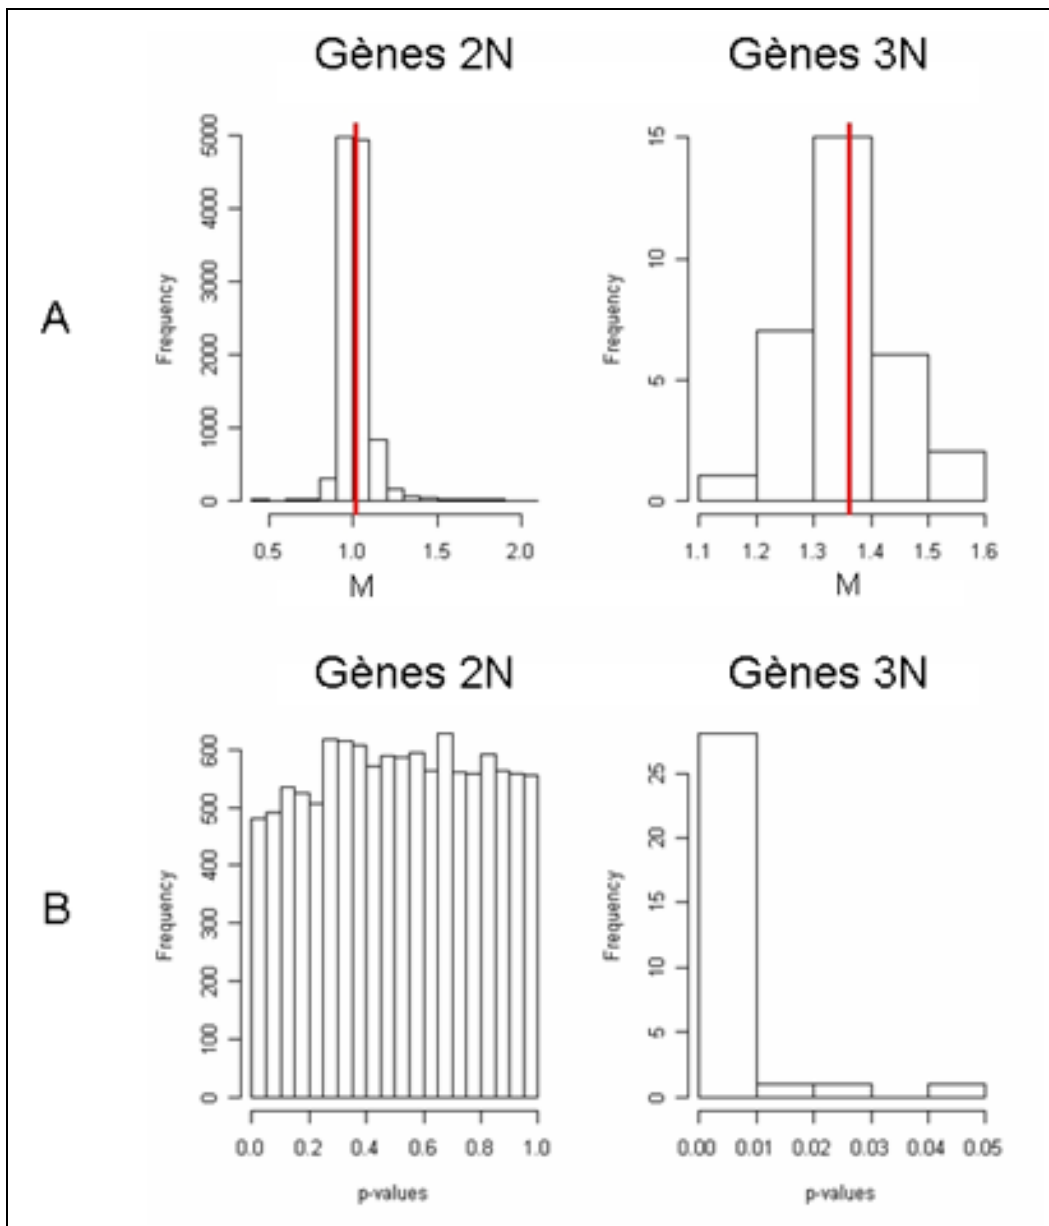 Gènes 2N
Gènes 3N
A
Frequency
0 1000 2000 3000 4000 5000
0.5 1.0 1.5 2.0
M
Frequency
0 5 10 15
1.1 1.2 1.3 1.4 1.5 1.6
M
Gènes 2N
Gènes 3N
B
Frequency
0 100 200 300 400 500 600
0.0 0.2 0.4 0.6 0.8 1.0
p-values
Frequency
0 5 10 15 20 25
0.00 0.01 0.02 0.03 0.04 0.05
p-values